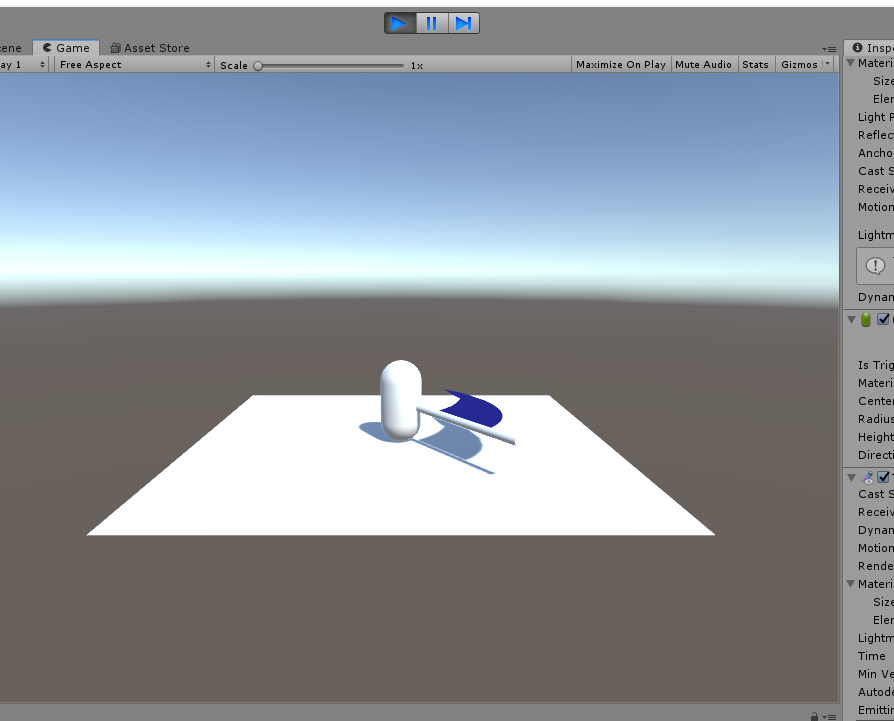 cene Game Asset Store
ay 1 Free Aspect Scale 1x Maximize On Play Mute Audio Stats Gizmos
Inspe
Materi
Size
Elen
Light P
Reflec
Ancho
Cast S
Receiv
Motion
Lightm
Dynan
Is Trig
Materi
Center
Radius
Height
Directi
Cast S
Receiv
Dynan
Motion
Rende
Materi
Size
Elen
Lightm
Time
Min Ve
Autode
Emittin